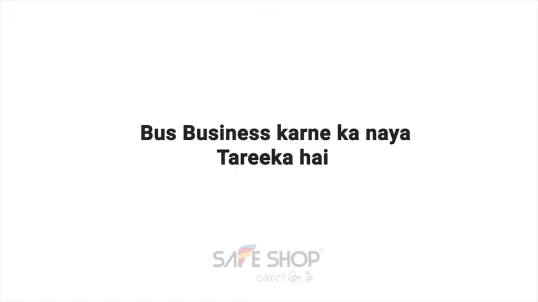 Bus Business karne ka naya
Tareeka hai
SAFE SHOP
DIRECT दिल से